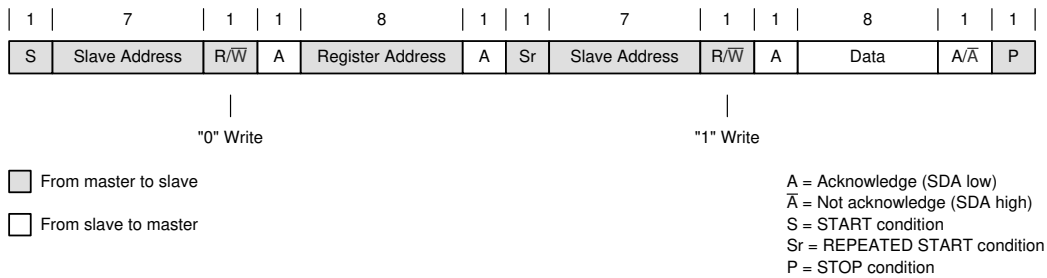 1 7 1 1 8 1 1 7 1 1 8 1 1
S Slave Address R/W̅ A Register Address A Sr Slave Address R/W̅ A Data A/A̅ P
"0" Write "1" Write
From master to slave
From slave to master
A = Acknowledge (SDA low)
A̅ = Not acknowledge (SDA high)
S = START condition
Sr = REPEATED START condition
P = STOP condition